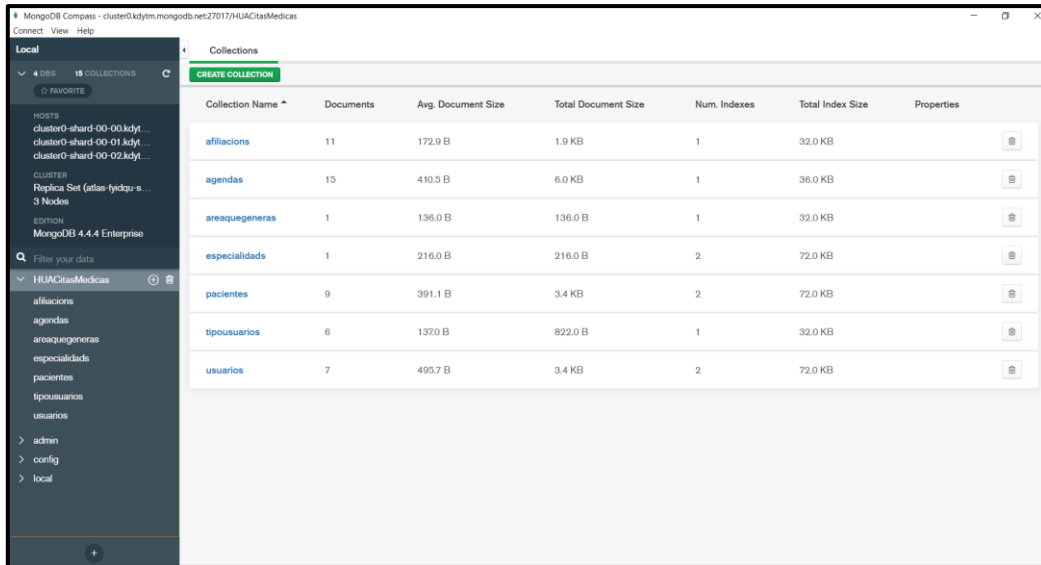 MongoDB Compass - cluster0.kdytm.mongodb.net:27017/HUACitasMedicas
Connect View Help
Local
4 DBS 15 COLLECTIONS
FAVORITE
HOSTS
cluster0-shard-00-00.kdyt...
cluster0-shard-00-01.kdyt...
cluster0-shard-00-02.kdyt...
CLUSTER
Replica Set (atlas-fyidqu-s...
3 Nodes
EDITION
MongoDB 4.4.4 Enterprise
Filter your data
HUACitasMedicas
afiliacions
agendas
areaquegeneras
especialidads
pacientes
tipousuarios
usuarios
admin
config
local
Collections
CREATE COLLECTION
Collection Name Documents Avg. Document Size Total Document Size Num. Indexes Total Index Size Properties
afiliacions 11 172.9 B 1.9 KB 1 32.0 KB
agendas 15 410.5 B 6.0 KB 1 36.0 KB
areaquegeneras 1 136.0 B 136.0 B 1 32.0 KB
especialidads 1 216.0 B 216.0 B 2 72.0 KB
pacientes 9 391.1 B 3.4 KB 2 72.0 KB
tipousuarios 6 137.0 B 822.0 B 1 32.0 KB
usuarios 7 495.7 B 3.4 KB 2 72.0 KB